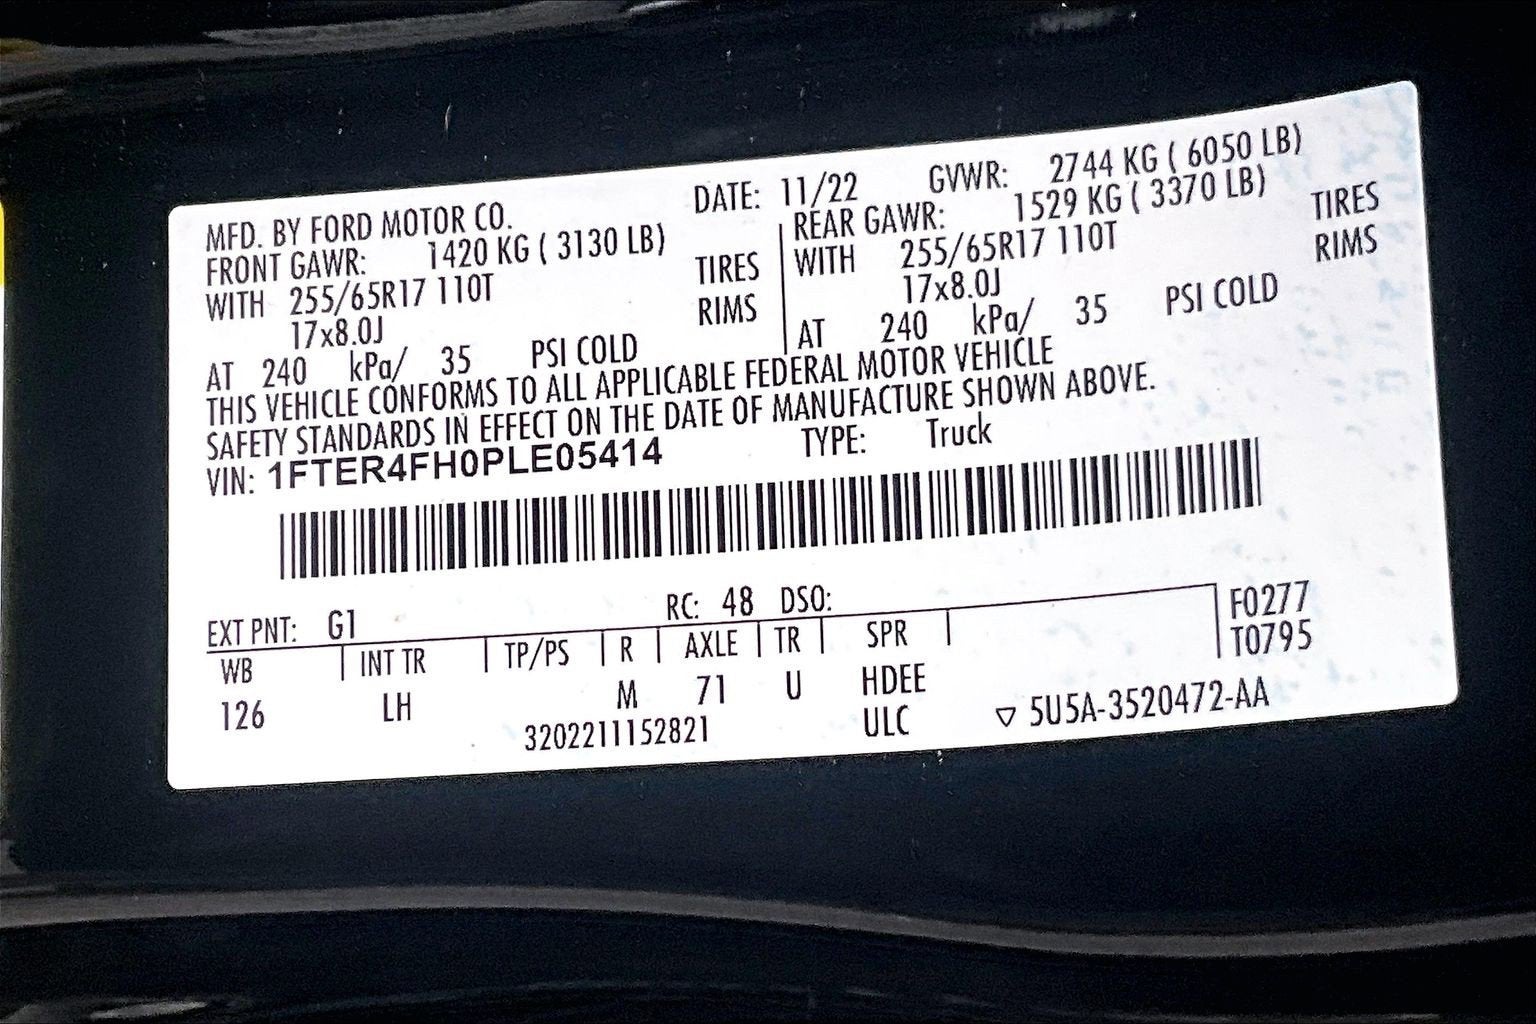 MFD. BY FORD MOTOR CO. DATE: 11/22 GVWR: 2744 KG ( 6050 LB)
FRONT GAWR: 1420 KG ( 3130 LB)
WITH 255/65R17 110T TIRES
17x8.0J RIMS
AT 240 kPa/ 35 PSI COLD
REAR GAWR: 1529 KG ( 3370 LB)
WITH 255/65R17 110T TIRES
17x8.0J RIMS
AT 240 kPa/ 35 PSI COLD
THIS VEHICLE CONFORMS TO ALL APPLICABLE FEDERAL MOTOR VEHICLE
SAFETY STANDARDS IN EFFECT ON THE DATE OF MANUFACTURE SHOWN ABOVE.
VIN: 1FTER4FH0PLE05414 TYPE: Truck
EXT PNT: G1 RC: 48 DSO: F0277
WB INT TR TP/PS R AXLE TR SPR T0795
126 LH M 71 U HDEE
3202211152821 ULC ▽ 5U5A-3520472-AA